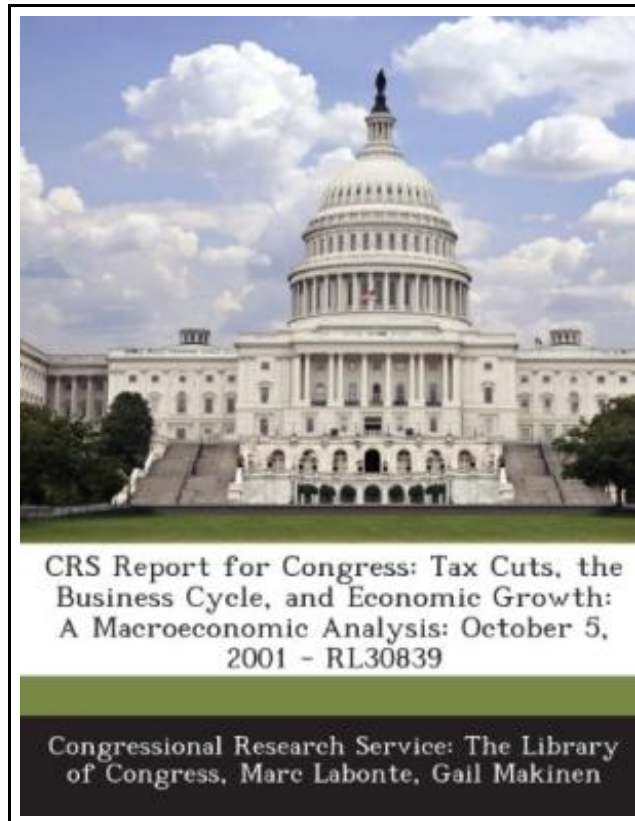 CRS Report for Congress: Tax Cuts, the
Business Cycle, and Economic Growth:
A Macroeconomic Analysis: October 5,
2001 - RL30839
Congressional Research Service: The Library
of Congress, Marc Labonte, Gail Makinen